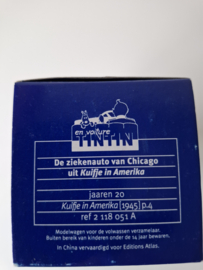 en voiture
TINTIN
De ziekenauto van Chicago
uit Kuifje in Amerika
jaaren 20
Kuifje in Amerika [1945] p.4
ref 2 118 051 A
Modelwagen voor de volwassen verzamelaar.
Buiten bereik van kinderen onder de 14 jaar bewaren.
In China vervaardigd voor Editions Atlas.